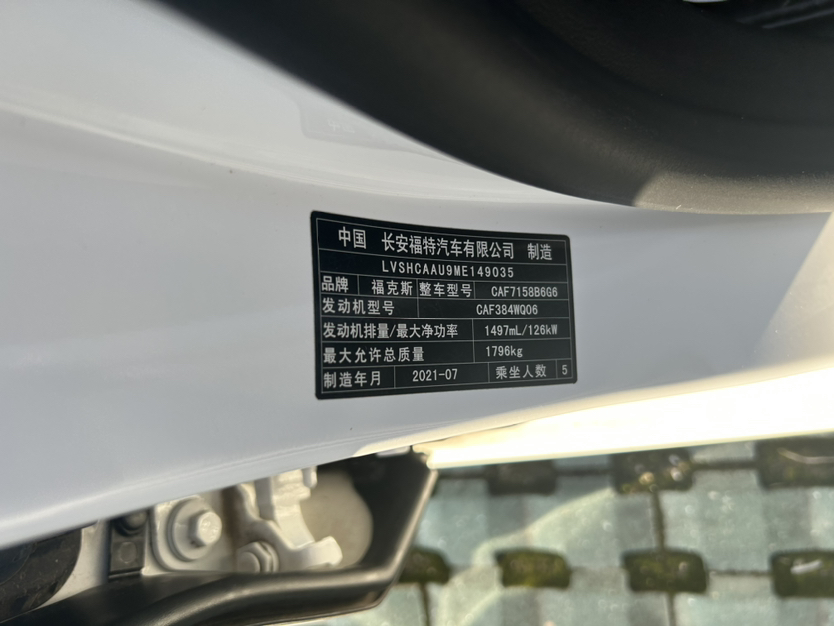 中国 长安福特汽车有限公司 制造
LVSHCAAU9ME149035
品牌 福克斯 整车型号 CAF7158B6G6
发动机型号 CAF384WQ06
发动机排量/最大净功率 1497mL/126kW
最大允许总质量 1796kg
制造年月 2021-07 乘坐人数 5